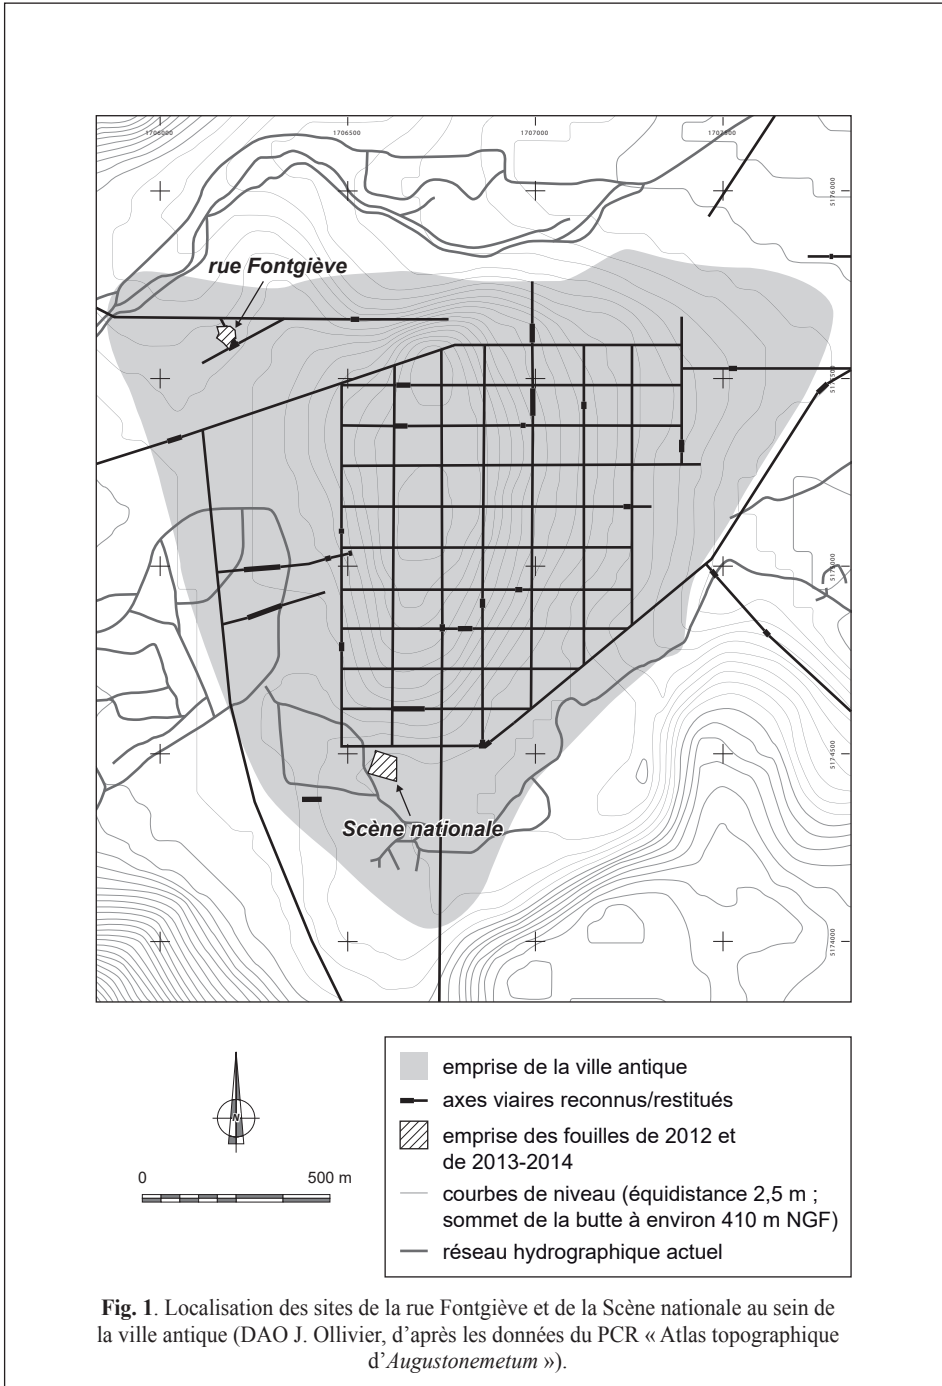 1706000
1706500
1707000
1707500
5176000
rue Fontgiève
5175500
5175000
5174500
Scène nationale
5174000
N
0 500 m
emprise de la ville antique
axes viaires reconnus/restitués
emprise des fouilles de 2012 et
de 2013-2014
courbes de niveau (équidistance 2,5 m ;
sommet de la butte à environ 410 m NGF)
réseau hydrographique actuel
Fig. 1. Localisation des sites de la rue Fontgiève et de la Scène nationale au sein de
la ville antique (DAO J. Ollivier, d'après les données du PCR « Atlas topographique
d'Augustonemetum »).